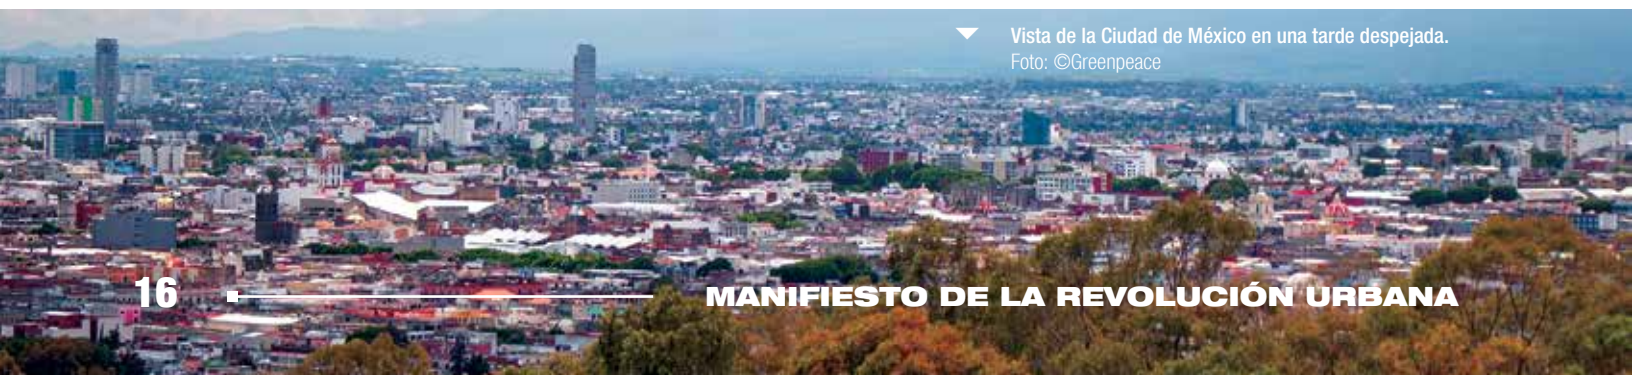 Vista de la Ciudad de México en una tarde despejada.
Foto: ©Greenpeace
16
MANIFIESTO DE LA REVOLUCIÓN URBANA